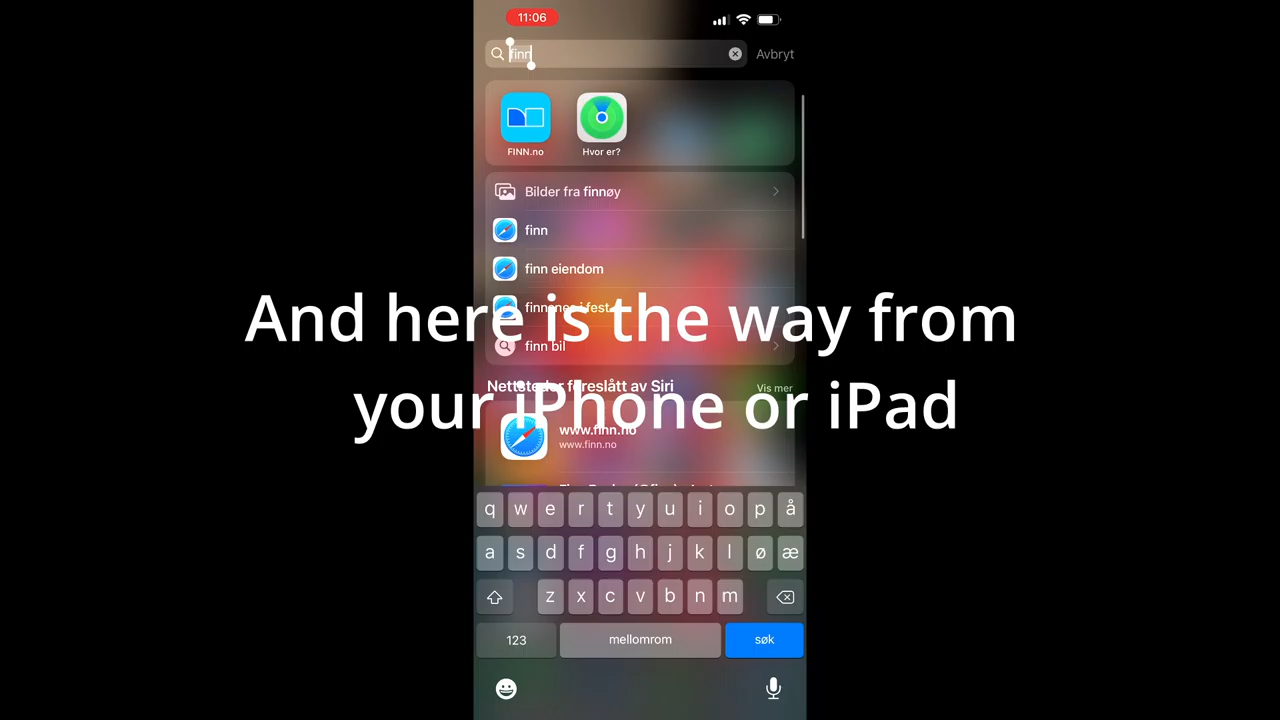 11:06
finn
Avbryt
FINN.no
Hvor er?
Bilder fra finnøy
finn
finn eiendom
i fest
And here is the way from
finn bil
Nettsteder foreslått av Siri
Vis mer
your iPhone or iPad
www.finn.no
www.finn.no
q w e r t y u i o p å
a s d f g h j k l ø æ
z x c v b n m
123 mellomrom søk